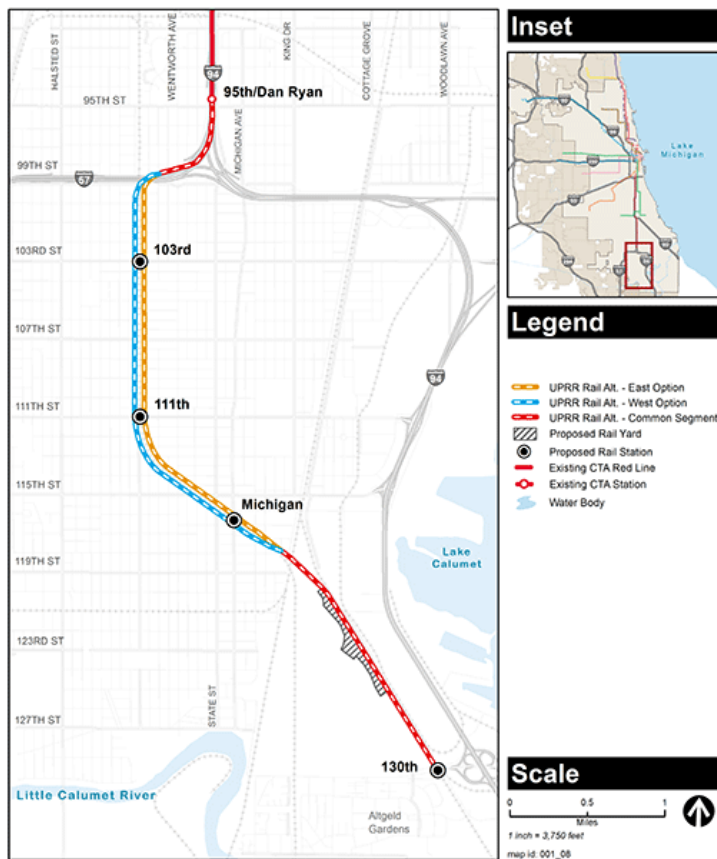 HALSTED ST
WENTWORTH AVE
KING DR
COTTAGE GROVE
WOODLAWN AVE
94
95th/Dan Ryan
95TH ST
MICHIGAN AVE
99TH ST
57
103rd
103RD ST
107TH ST
94
111th
111TH ST
115TH ST
Michigan
Lake
Calumet
119TH ST
123RD ST
STATE ST
127TH ST
130th
Little Calumet River
Altgeld
Gardens
Inset
Lake
Michigan
Legend
UPRR Rail Alt. - East Option
UPRR Rail Alt. - West Option
UPRR Rail Alt. - Common Segment
Proposed Rail Yard
Proposed Rail Station
Existing CTA Red Line
Existing CTA Station
Water Body
Scale
0 0.5 1
Miles
1 inch = 3,750 feet
map id: 001_08